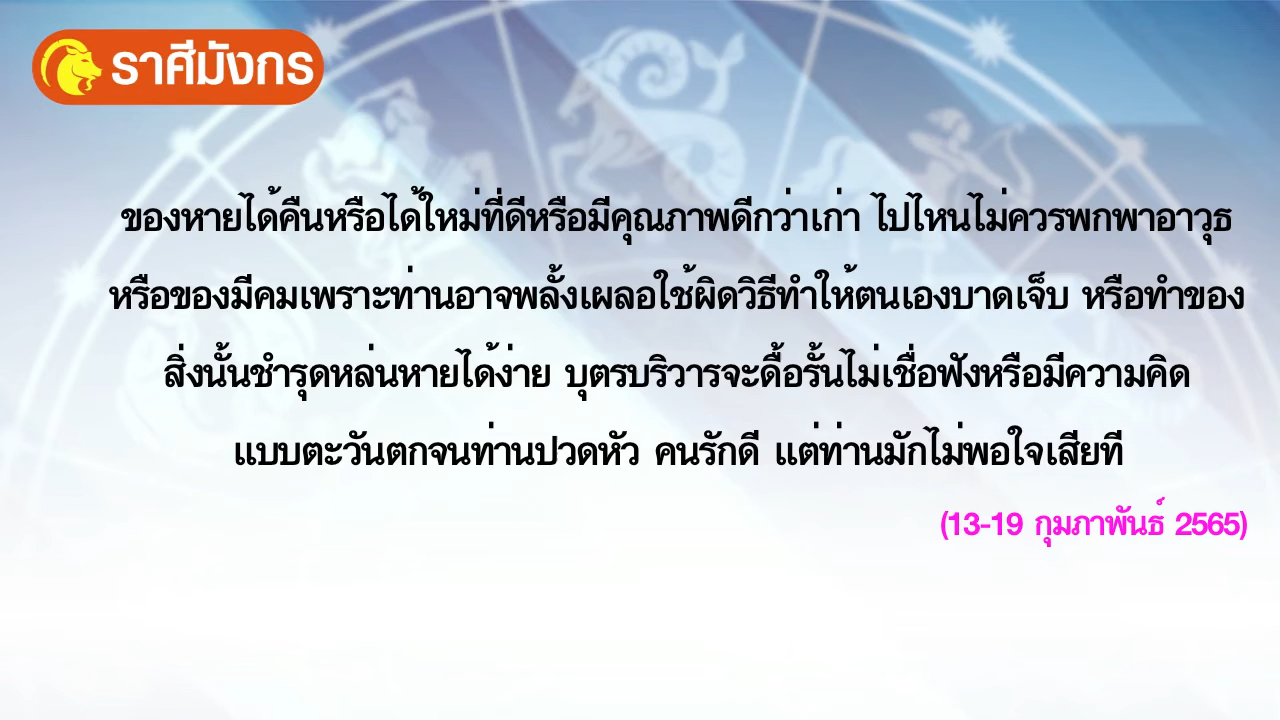 ราศีมังกร
ของหายได้คืนหรือได้ใหม่ที่ดีหรือมีคุณภาพดีกว่าเก่า ไปไหนไม่ควรพกพาอาวุธ
หรือของมีคมเพราะท่านอาจพลั้งเผลอใช้ผิดวิธีทำให้ตนเองบาดเจ็บ หรือทำของ
สิ่งนั้นชำรุดหล่นหายได้ง่าย บุตรบริวารจะดื้อรั้นไม่เชื่อฟังหรือมีความคิด
แบบตะวันตกจนท่านปวดหัว คนรักดี แต่ท่านมักไม่พอใจเสียที
(13-19 กุมภาพันธ์ 2565)